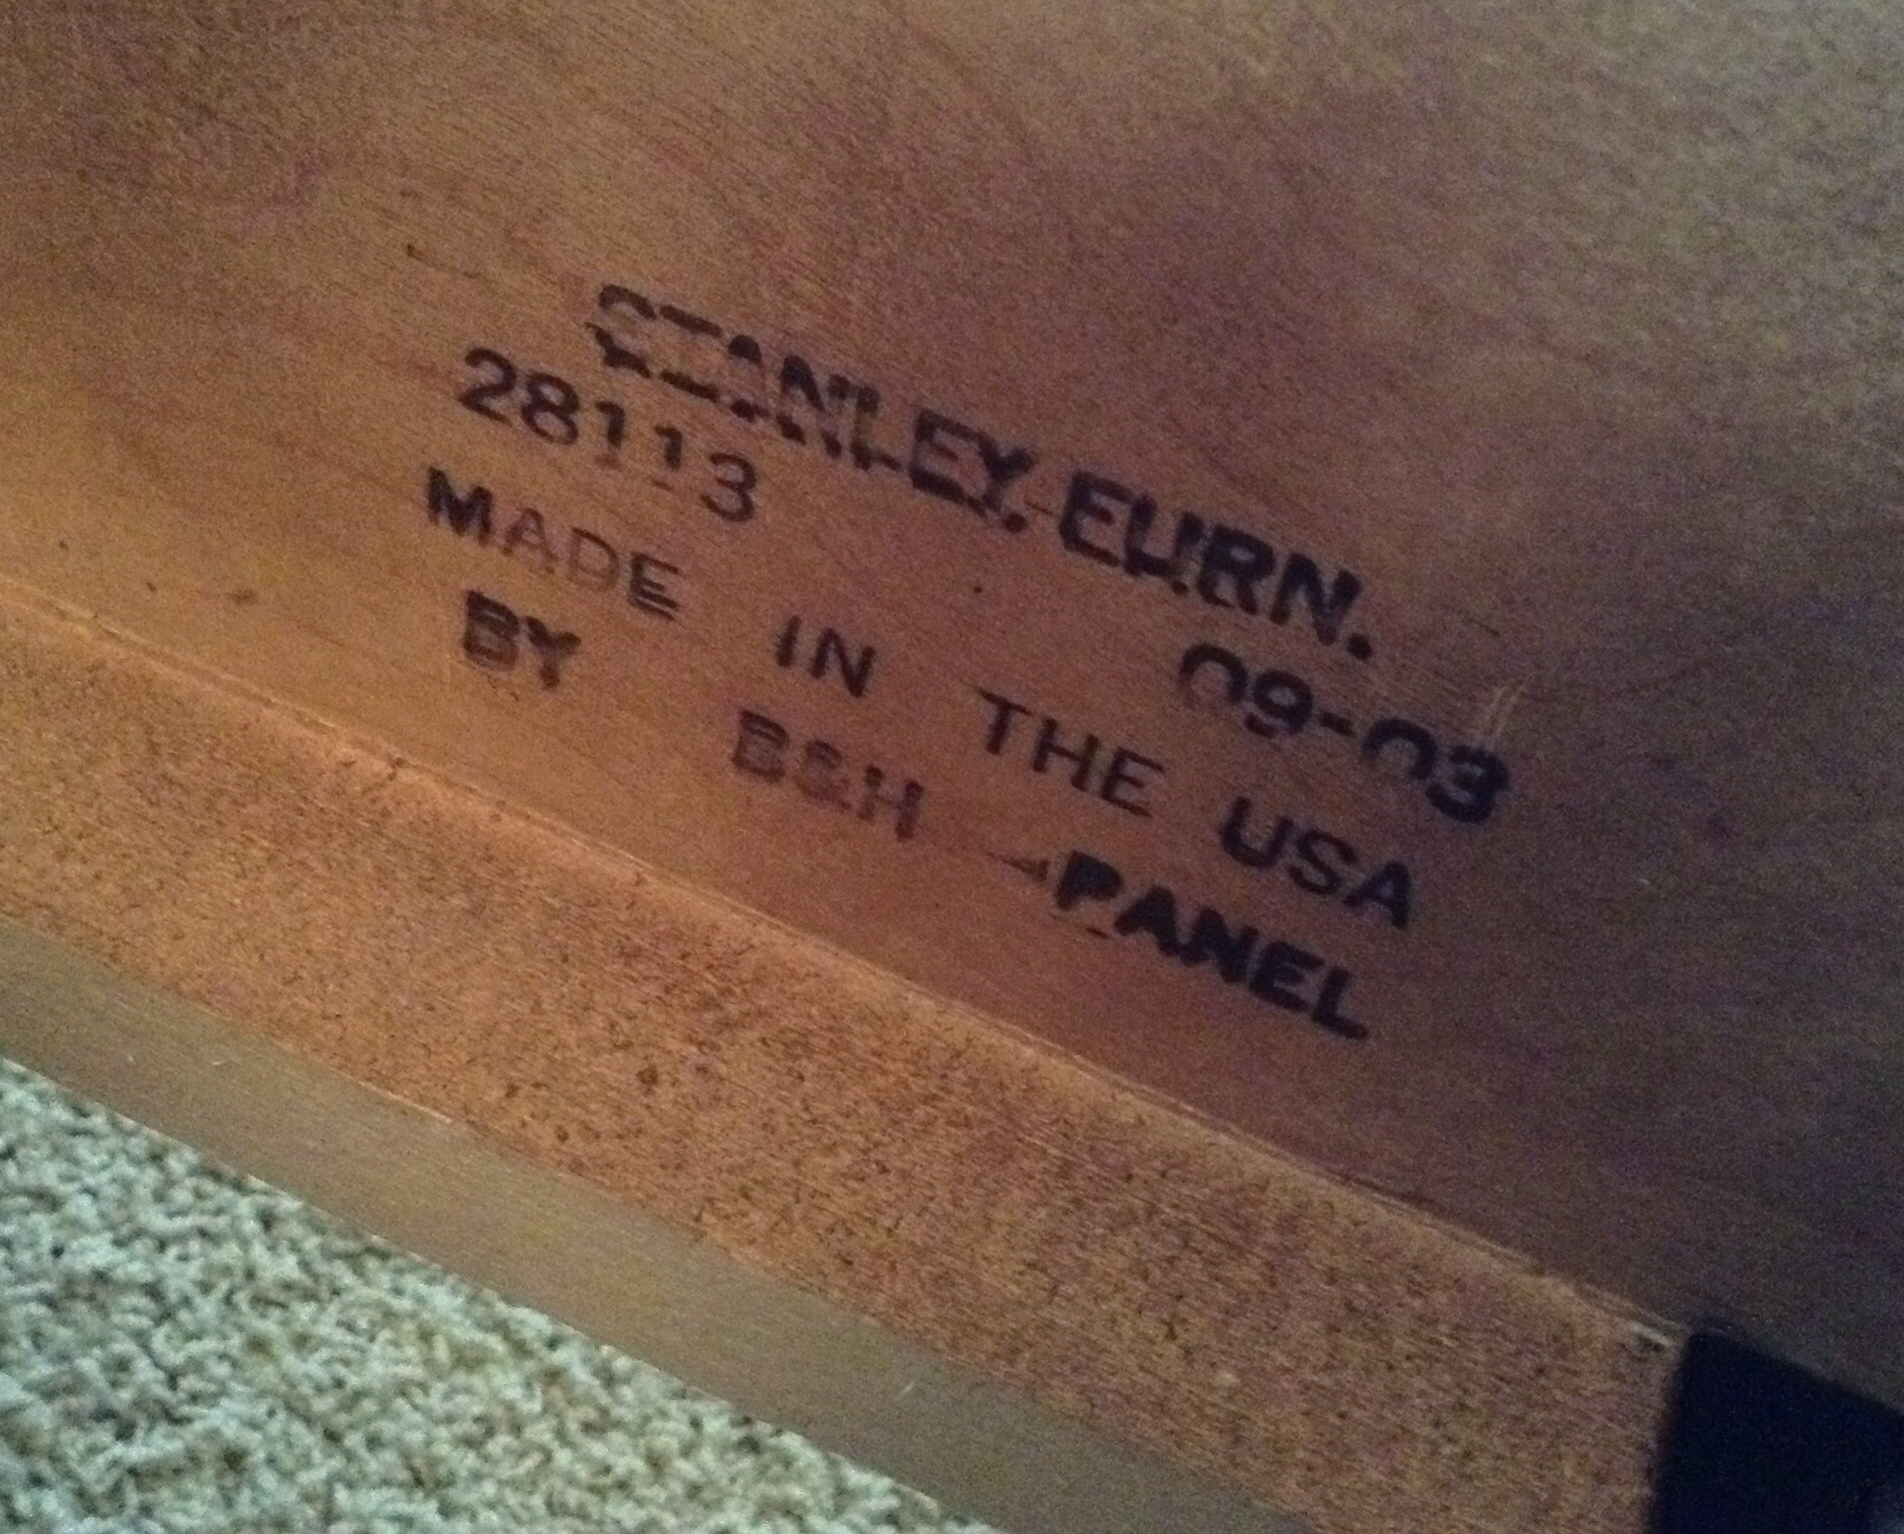 STANLEY FURN.
28113 09-03
MADE IN THE USA
BY B&H PANEL